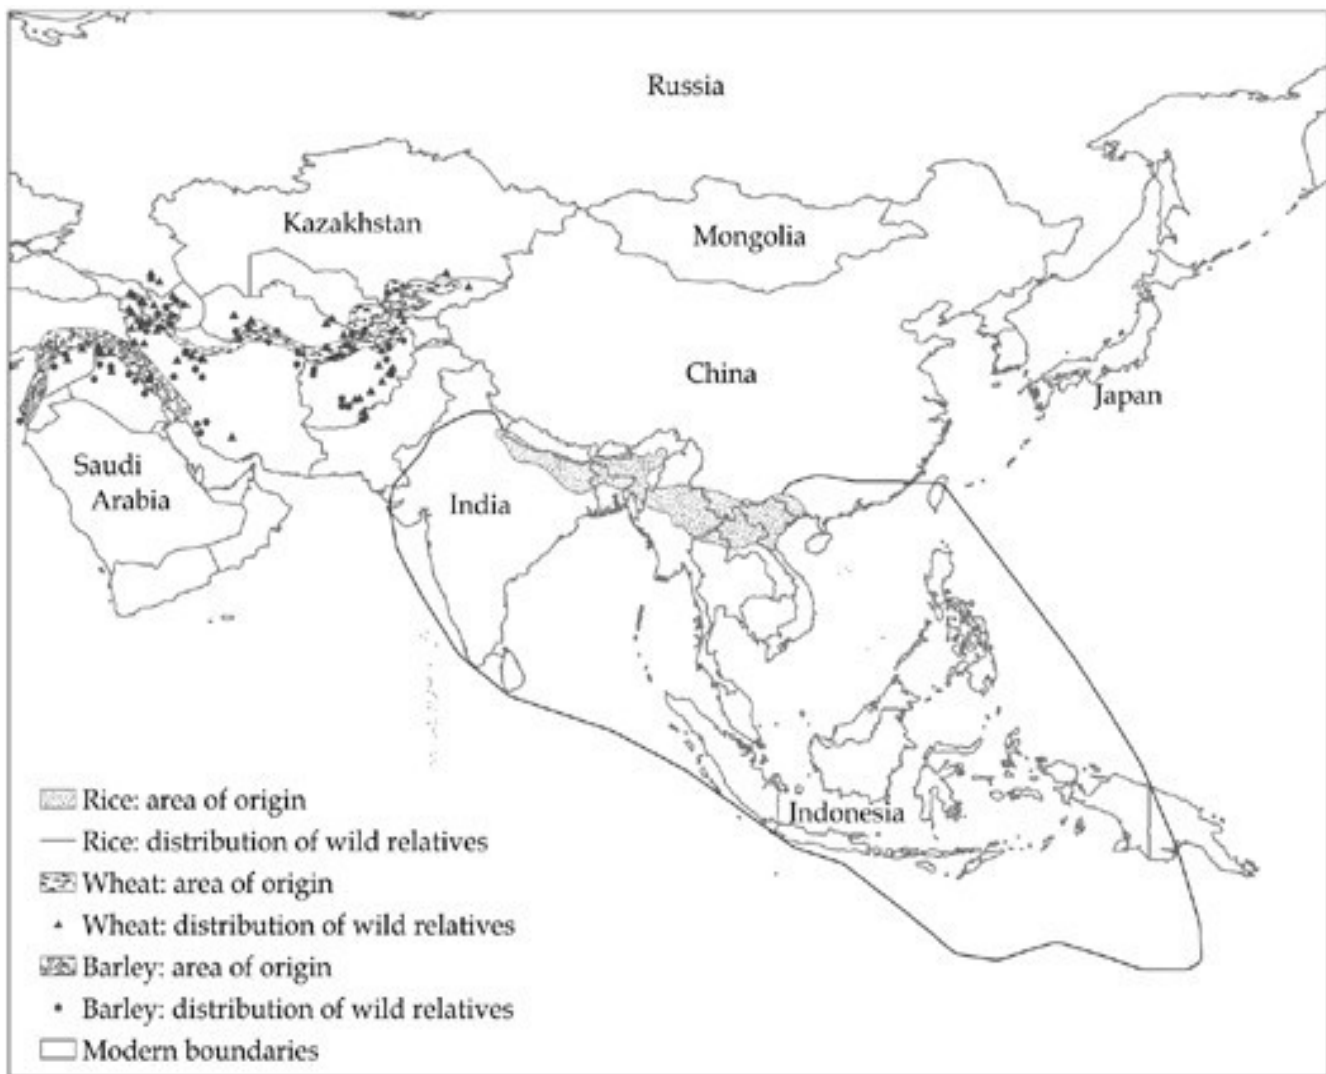 Russia
Kazakhstan
Mongolia
China
Japan
Saudi
Arabia
India
Indonesia
Rice: area of origin
Rice: distribution of wild relatives
Wheat: area of origin
Wheat: distribution of wild relatives
Barley: area of origin
Barley: distribution of wild relatives
Modern boundaries